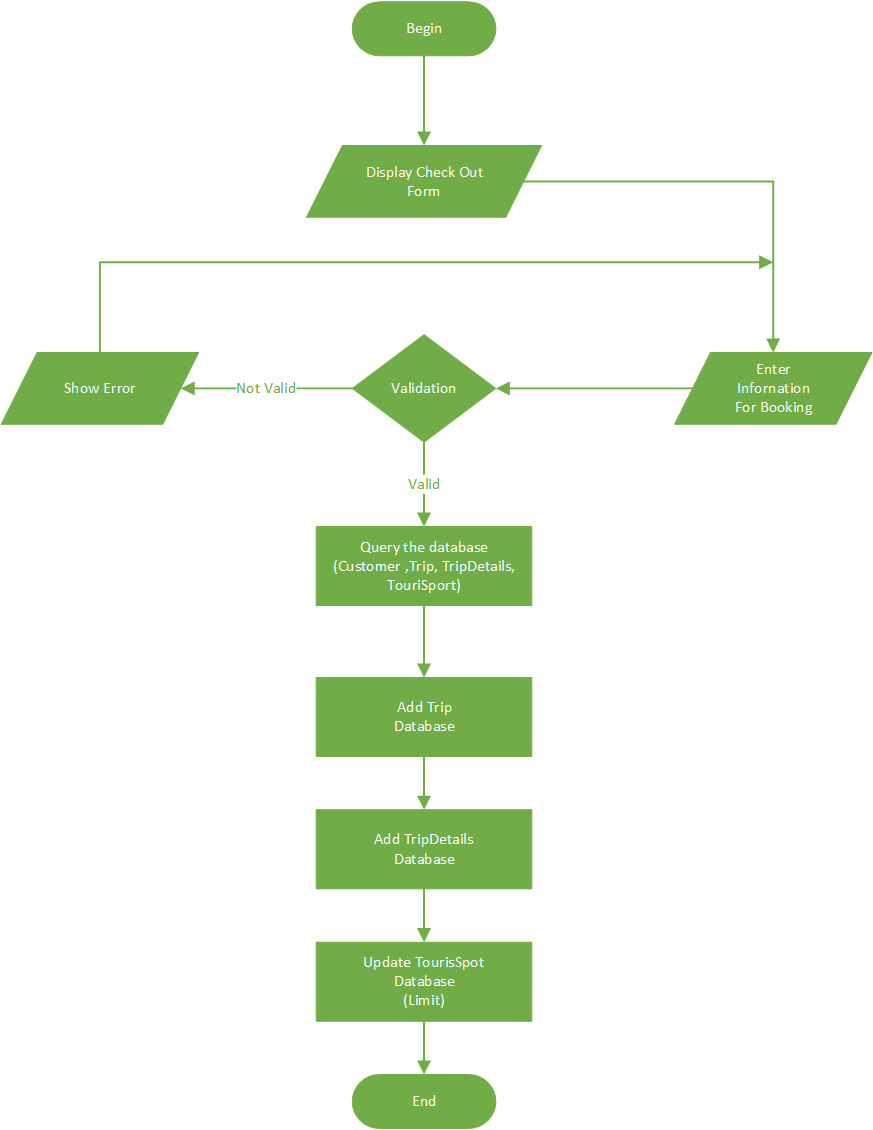 Begin
Display Check Out
Form
Show Error
Not Valid
Validation
Enter
Infornation
For Booking
Valid
Query the database
(Customer ,Trip, TripDetails,
TouriSport)
Add Trip
Database
Add TripDetails
Database
Update TourisSpot
Database
(Limit)
End